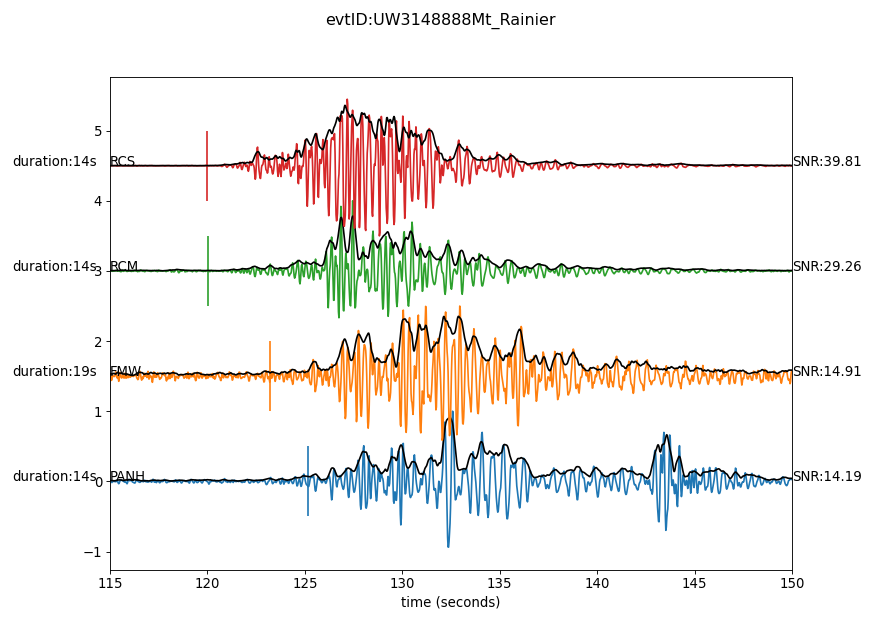 evtID:UW3148888Mt_Rainier
5
duration:14s RCS SNR:39.81
4
duration:14s 3 RCM SNR:29.26
2
duration:19s FMW SNR:14.91
1
duration:14s 0 PANH SNR:14.19
−1
115 120 125 130 135 140 145 150
time (seconds)